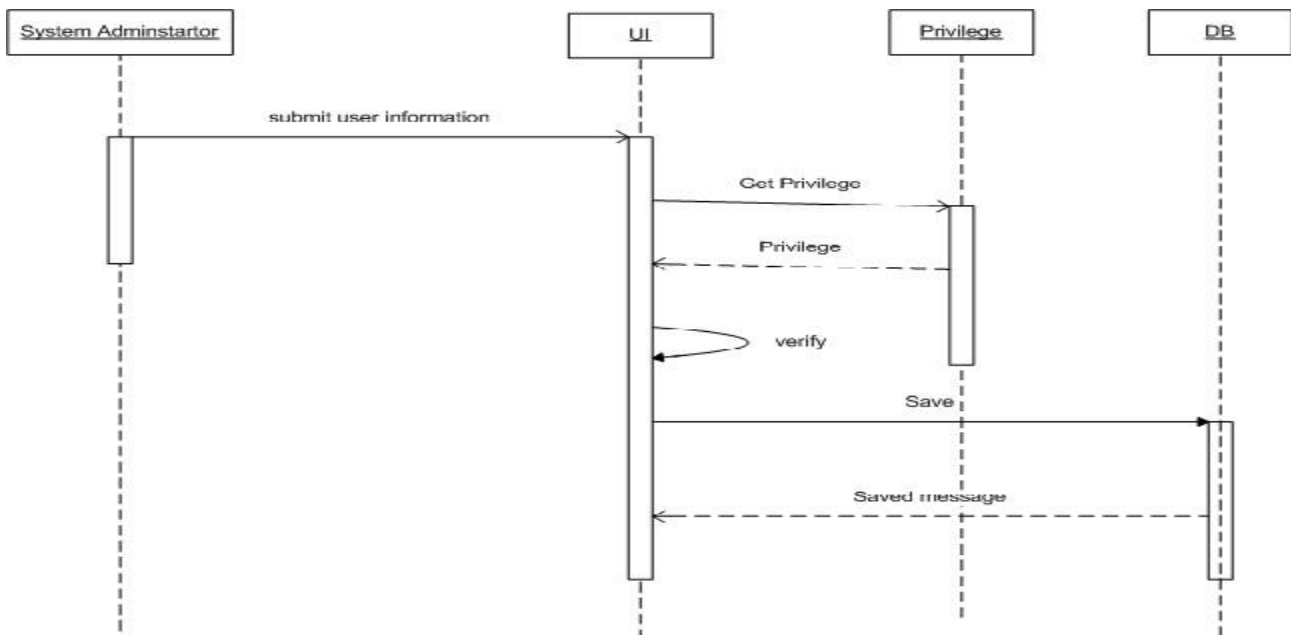 System Adminstartor
UI
Privilege
DB
submit user information
Get Privilege
Privilege
verify
Save
Saved message